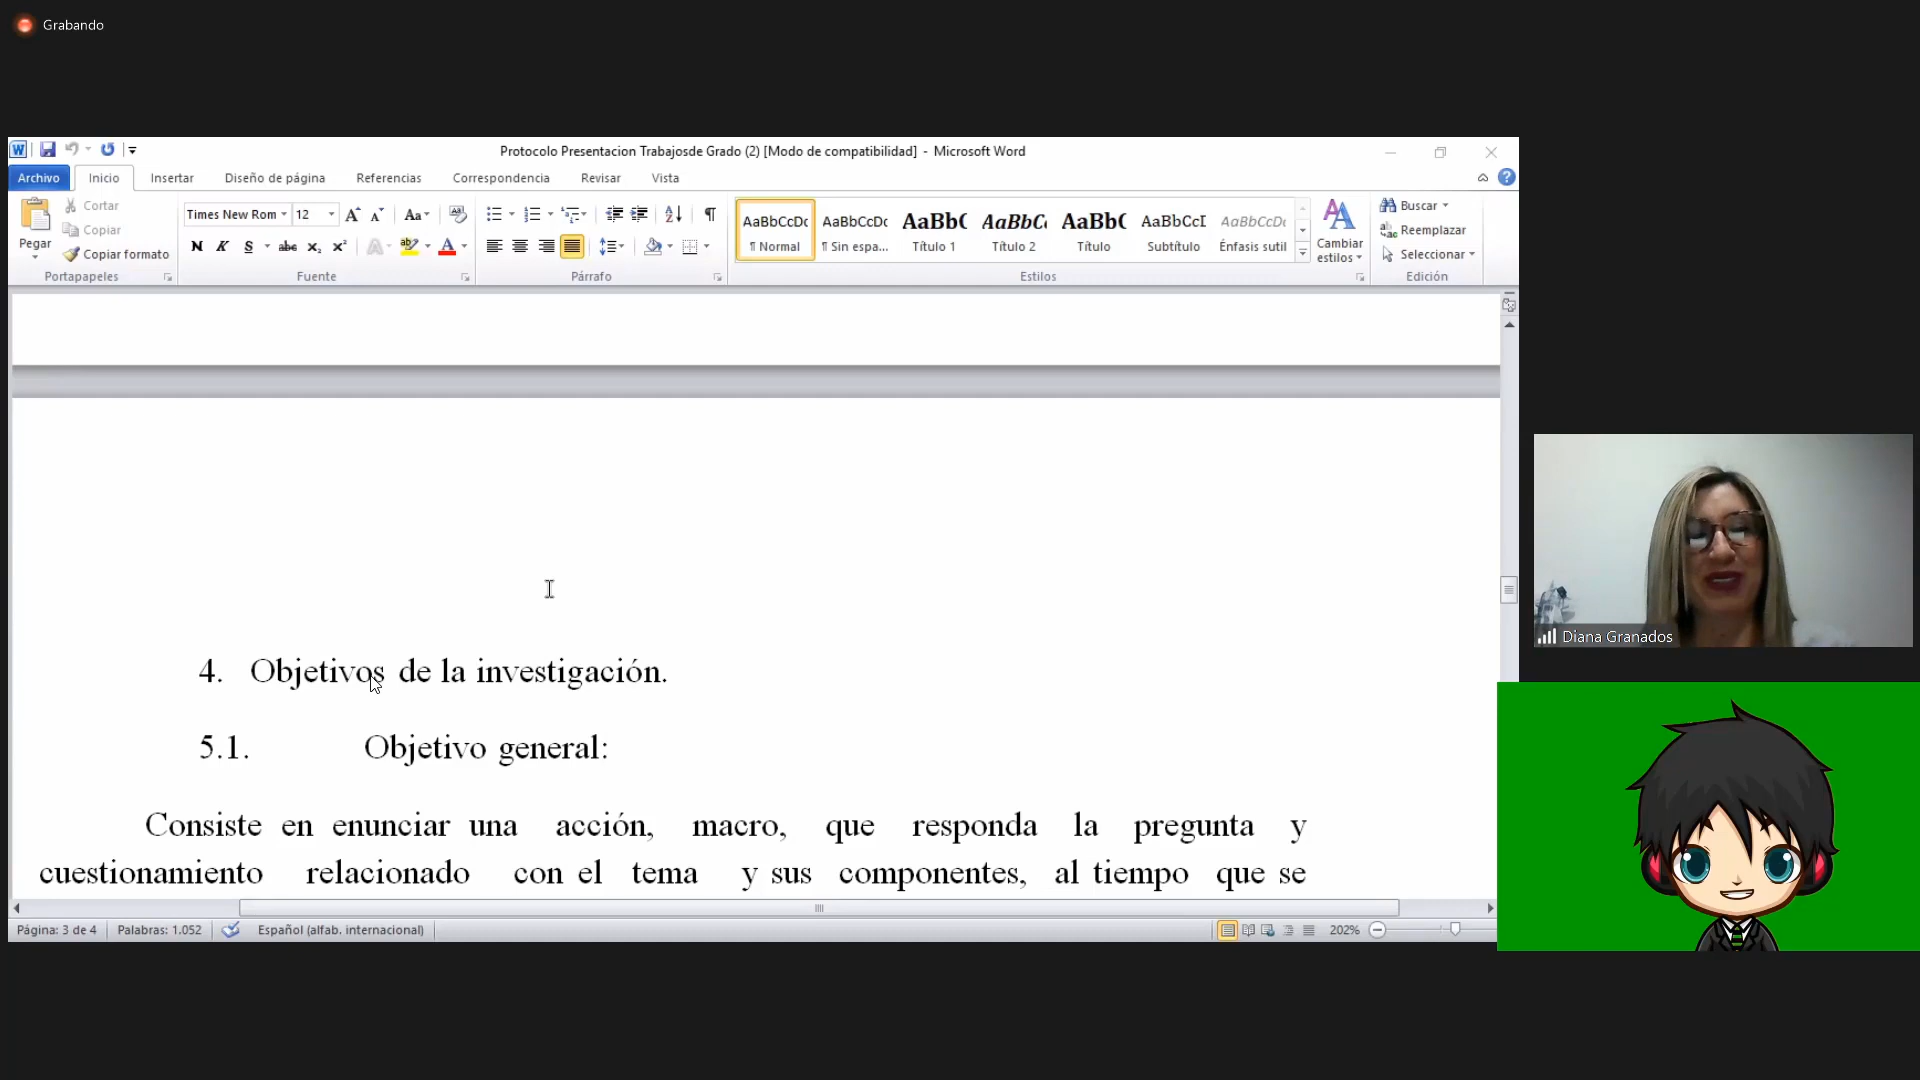 Grabando
Protocolo Presentacion Trabajosde Grado (2) [Modo de compatibilidad] - Microsoft Word
Archivo Inicio Insertar Diseño de página Referencias Correspondencia Revisar Vista
Pegar
Cortar
Copiar
Copiar formato
Portapapeles
Times New Rom 12
Fuente
Párrafo
AaBbCcDc AaBbCcDc AaBbC AaBbC AaBbC AaBbCcI AaBbCcDc
¶ Normal ¶ Sin espa... Título 1 Título 2 Título Subtítulo Énfasis sutil
Cambiar
estilos
Estilos
Buscar
Reemplazar
Seleccionar
Edición
4. Objetivos de la investigación.
5.1. Objetivo general:
Consiste en enunciar una acción, macro, que responda la pregunta y
cuestionamiento relacionado con el tema y sus componentes, al tiempo que se
Página: 3 de 4 Palabras: 1.052 Español (alfab. internacional) 202%
Diana Granados